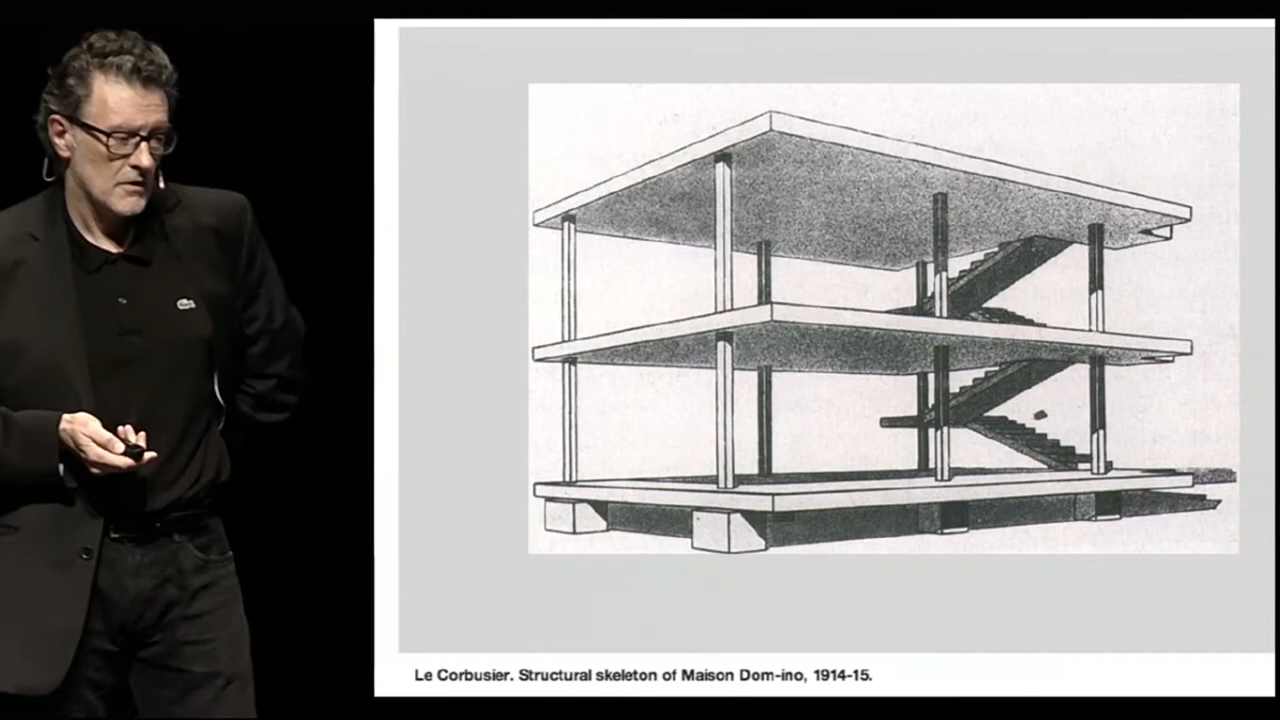 Le Corbusier. Structural skeleton of Maison Dom-ino, 1914-15.